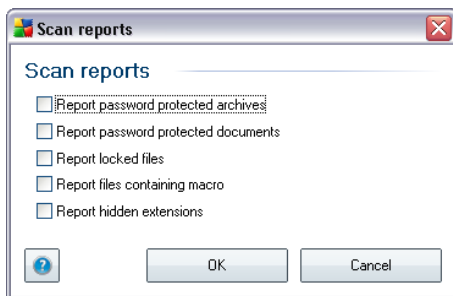 Scan reports
Scan reports
Report password protected archives
Report password protected documents
Report locked files
Report files containing macro
Report hidden extensions
?
OK
Cancel